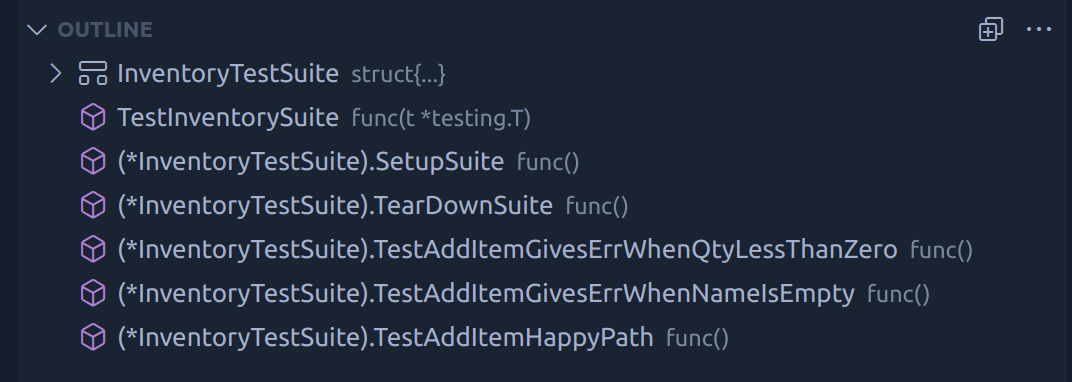 OUTLINE
InventoryTestSuite struct{...}
TestInventorySuite func(t *testing.T)
(*InventoryTestSuite).SetupSuite func()
(*InventoryTestSuite).TearDownSuite func()
(*InventoryTestSuite).TestAddItemGivesErrWhenQtyLessThanZero func()
(*InventoryTestSuite).TestAddItemGivesErrWhenNameIsEmpty func()
(*InventoryTestSuite).TestAddItemHappyPath func()